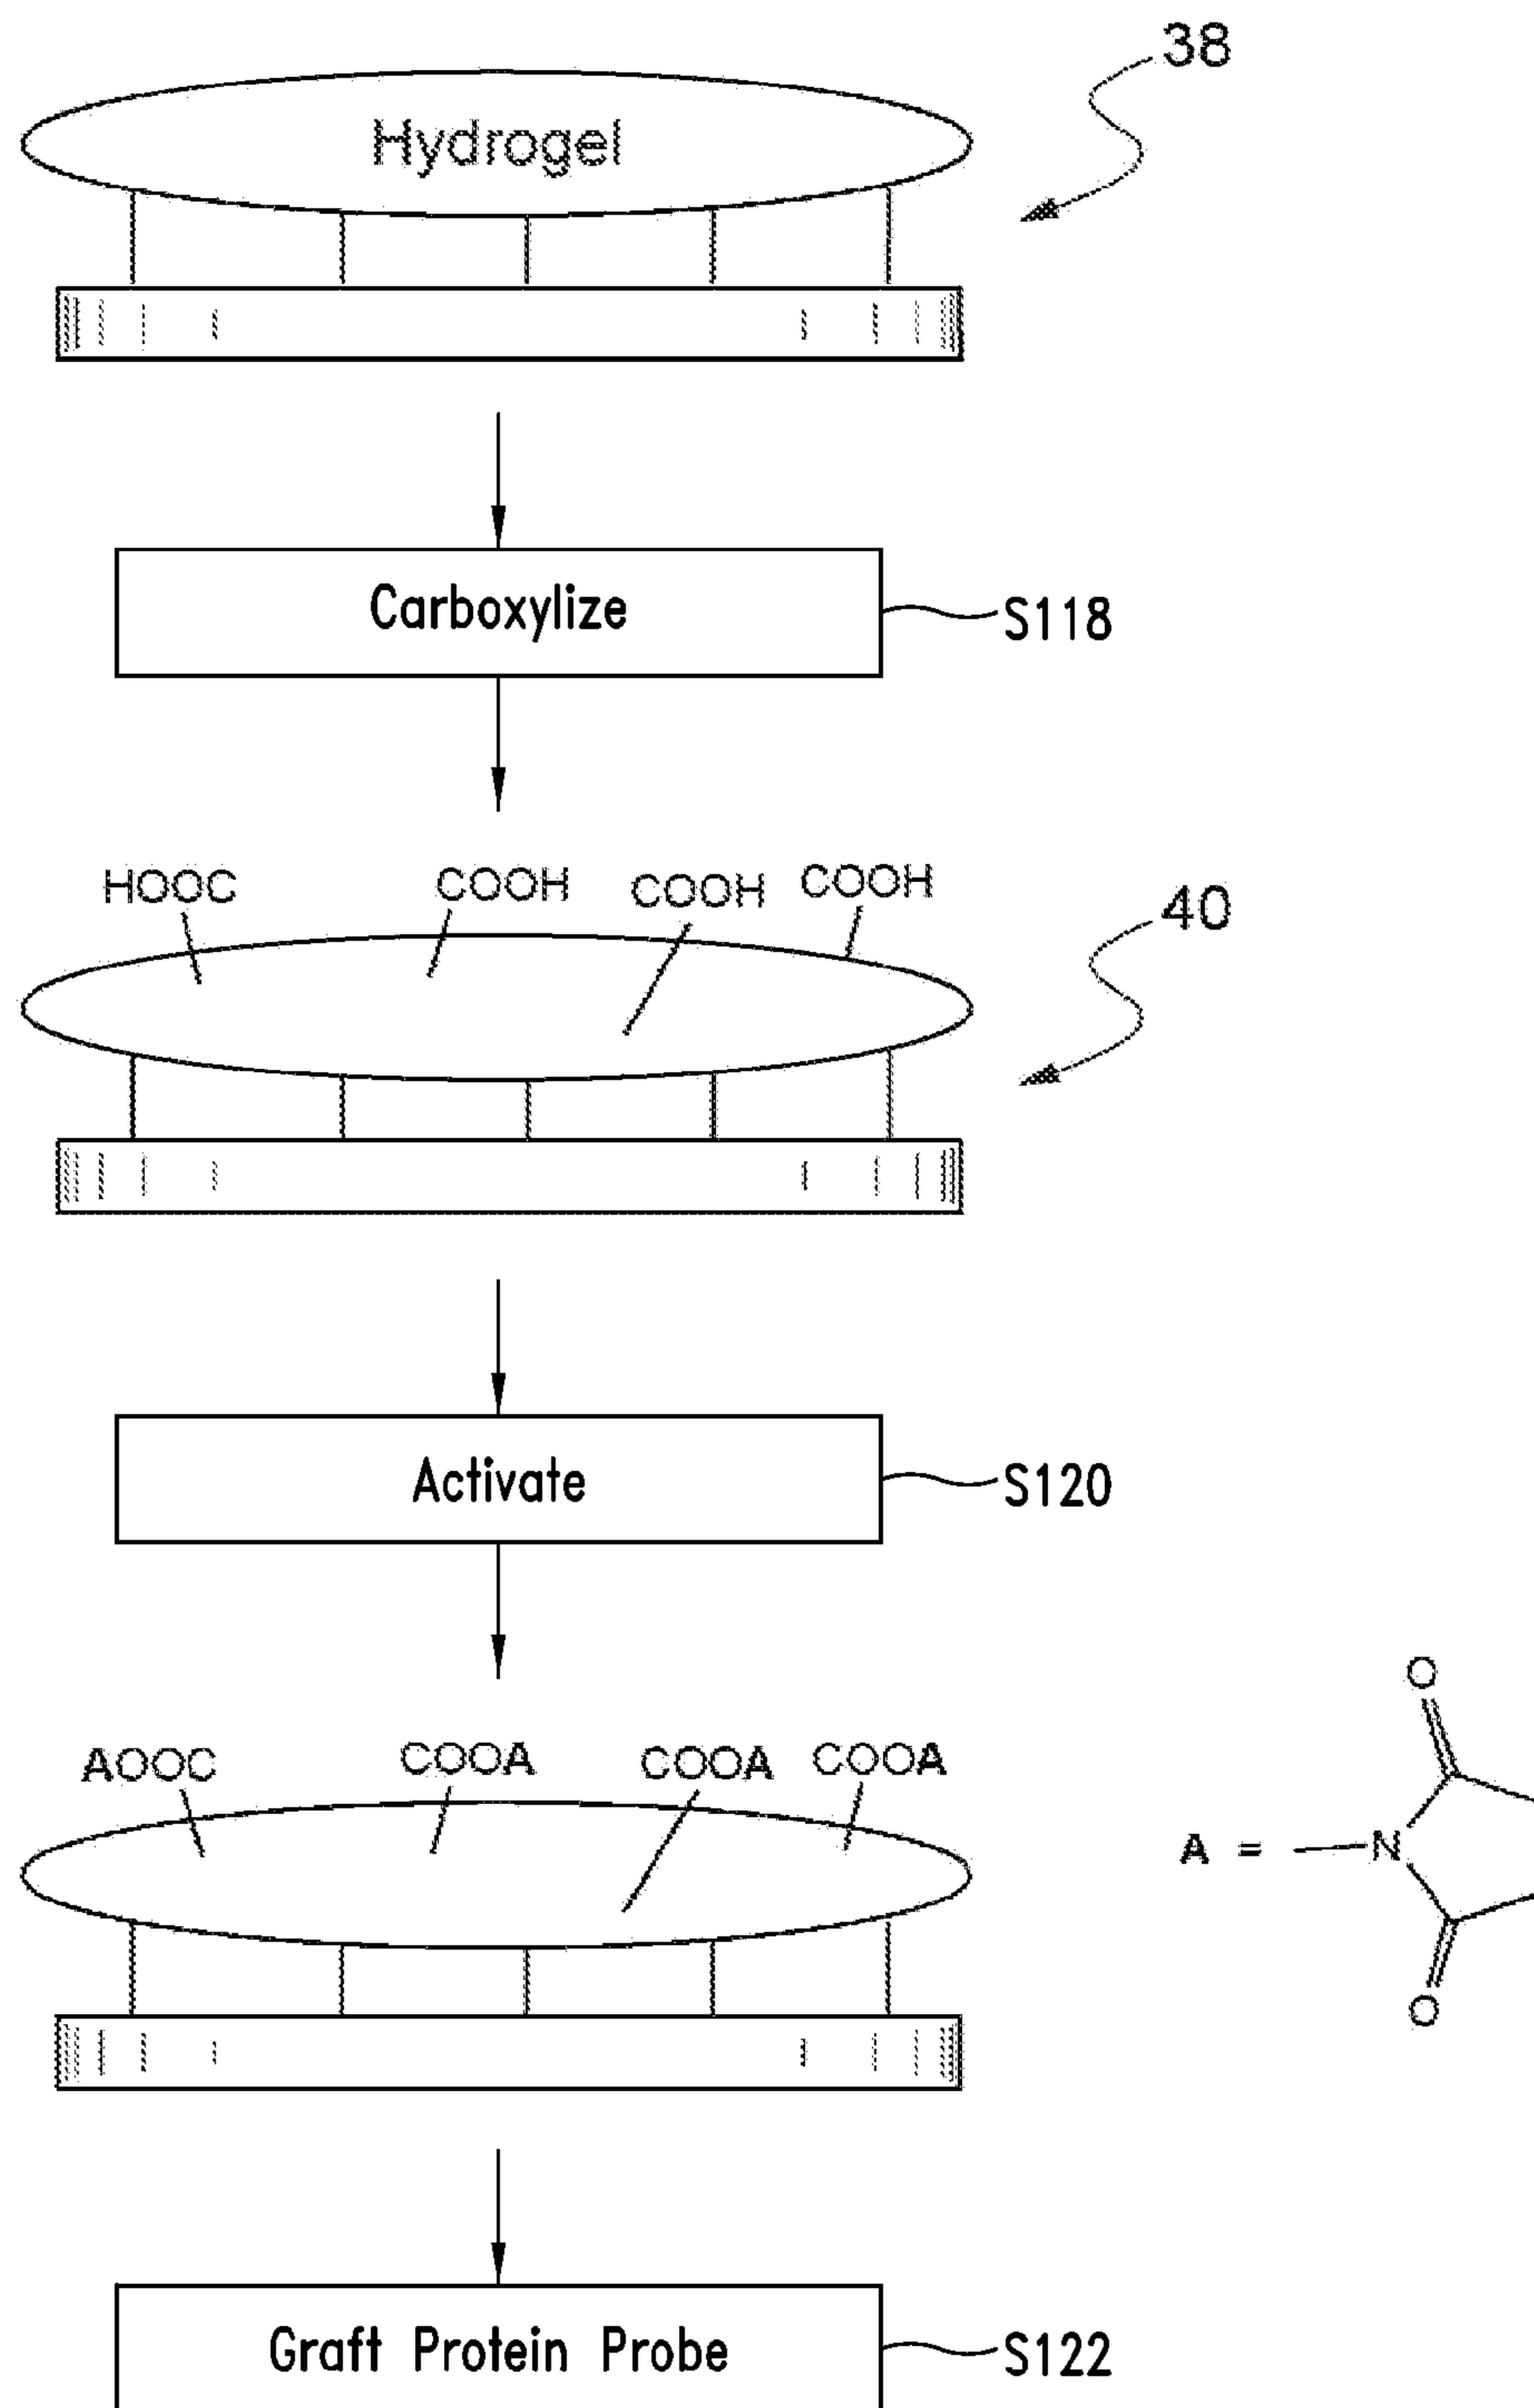 38
Hydrogel
Carboxylize
S118
HOOC COOH COOH COOH
40
Activate
S120
AOOC COOA COOA COOA
O
A = N
O
Graft Protein Probe
S122